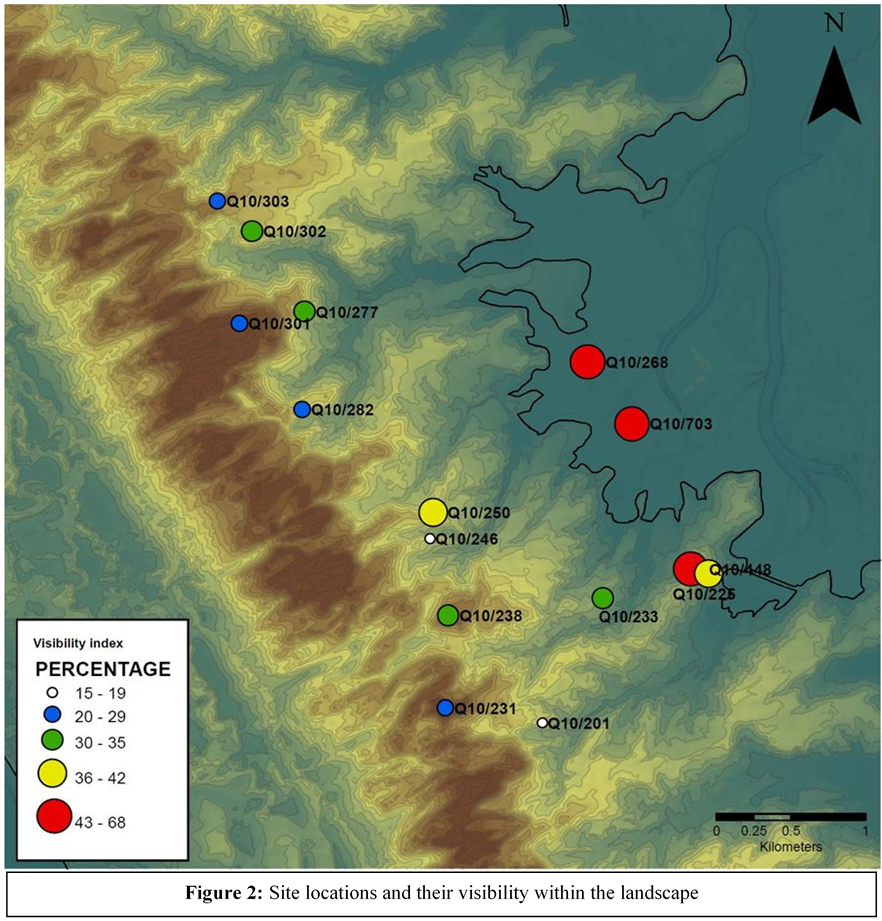 N
Q10/303
Q10/302
Q10/277
Q10/301
Q10/268
Q10/282
Q10/703
Q10/250
Q10/246
Q10/448
Q10/225
Q10/233
Q10/238
Q10/231
Q10/201
Visibility index
PERCENTAGE
15 - 19
20 - 29
30 - 35
36 - 42
43 - 68
0 0.25 0.5 1
Kilometers
Figure 2: Site locations and their visibility within the landscape